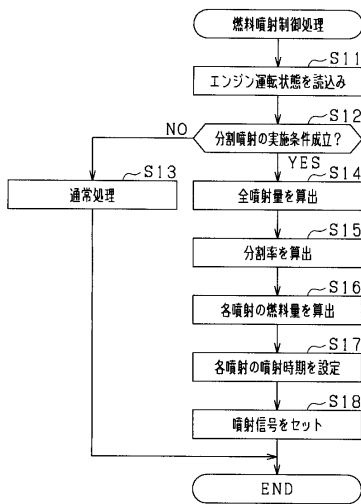 燃料噴射制御処理
S11
エンジン運転状態を読込み
S12
分割噴射の実施条件成立?
NO
YES
S13
通常処理
S14
全噴射量を算出
S15
分割率を算出
S16
各噴射の燃料量を算出
S17
各噴射の噴射時期を設定
S18
噴射信号をセット
END